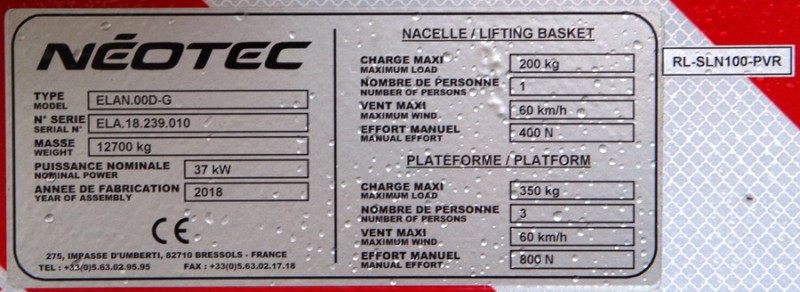 NÉOTEC
TYPE ELAN.00D-G
MODEL
N° SERIE ELA.18.239.010
SERIAL N°
MASSE 12700 kg
WEIGHT
PUISSANCE NOMINALE 37 kW
NOMINAL POWER
ANNEE DE FABRICATION 2018
YEAR OF ASSEMBLY
CE
275, IMPASSE D'UMBERTI, 82710 BRESSOLS - FRANCE
TEL : +33(0)5.63.02.95.95 FAX : +33(0)5.63.02.17.18
NACELLE / LIFTING BASKET
CHARGE MAXI 200 kg
MAXIMUM LOAD
NOMBRE DE PERSONNE 1
NUMBER OF PERSONS
VENT MAXI 60 km/h
MAXIMUM WIND
EFFORT MANUEL 400 N
MANUAL EFFORT
PLATEFORME / PLATFORM
CHARGE MAXI 350 kg
MAXIMUM LOAD
NOMBRE DE PERSONNE 3
NUMBER OF PERSONS
VENT MAXI 60 km/h
MAXIMUM WIND
EFFORT MANUEL 800 N
MANUAL EFFORT
RL-SLN100-PVR